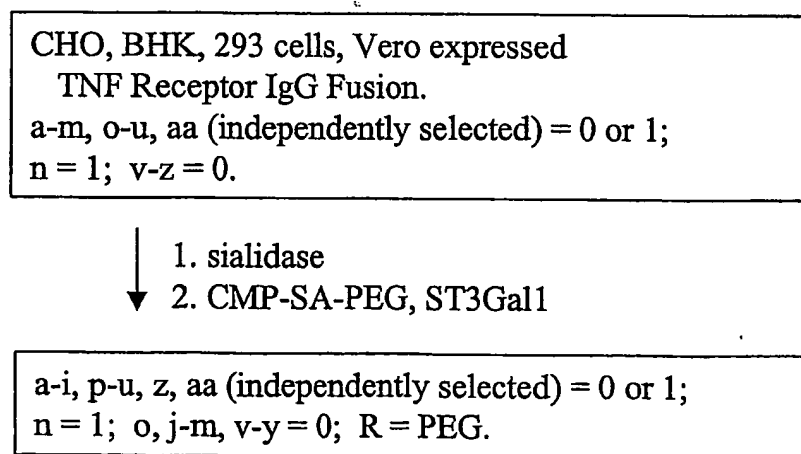 CHO, BHK, 293 cells, Vero expressed
TNF Receptor IgG Fusion.
a-m, o-u, aa (independently selected) = 0 or 1;
n = 1; v-z = 0.
1. sialidase
2. CMP-SA-PEG, ST3Gal1
a-i, p-u, z, aa (independently selected) = 0 or 1;
n = 1; o, j-m, v-y = 0; R = PEG.